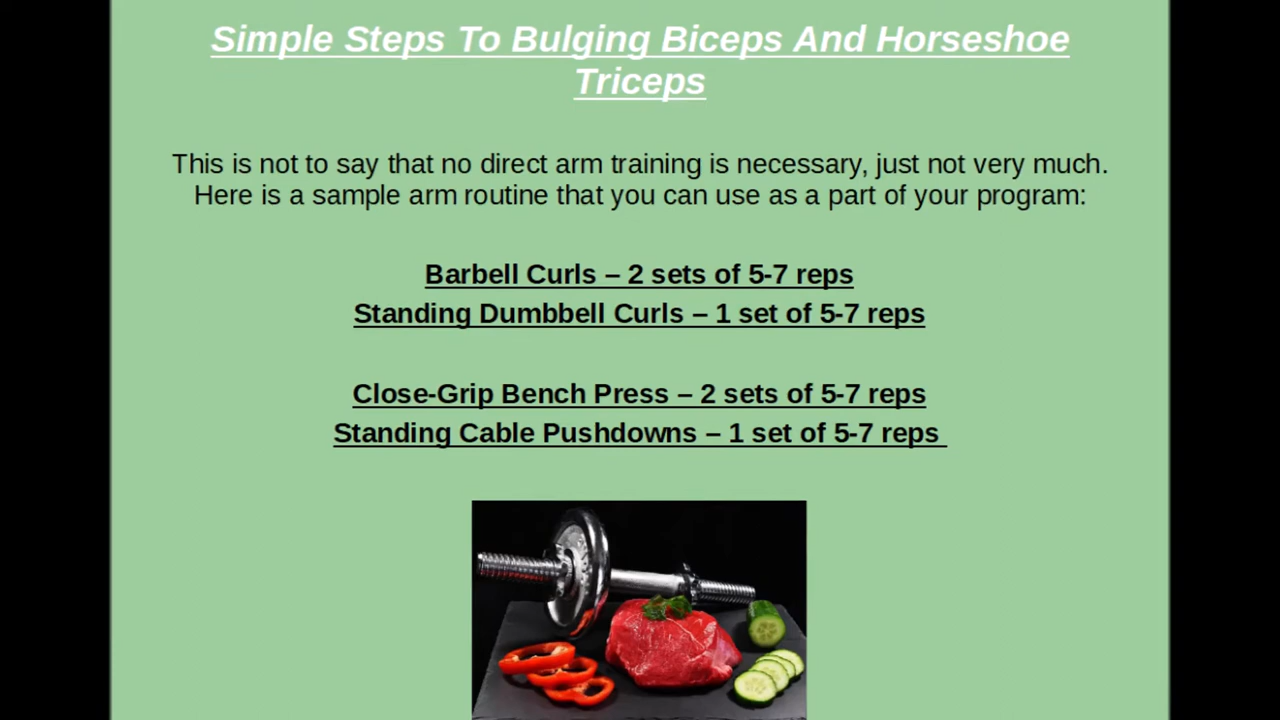 Simple Steps To Bulging Biceps And Horseshoe
Triceps
This is not to say that no direct arm training is necessary, just not very much.
Here is a sample arm routine that you can use as a part of your program:
Barbell Curls – 2 sets of 5-7 reps
Standing Dumbbell Curls – 1 set of 5-7 reps
Close-Grip Bench Press – 2 sets of 5-7 reps
Standing Cable Pushdowns – 1 set of 5-7 reps